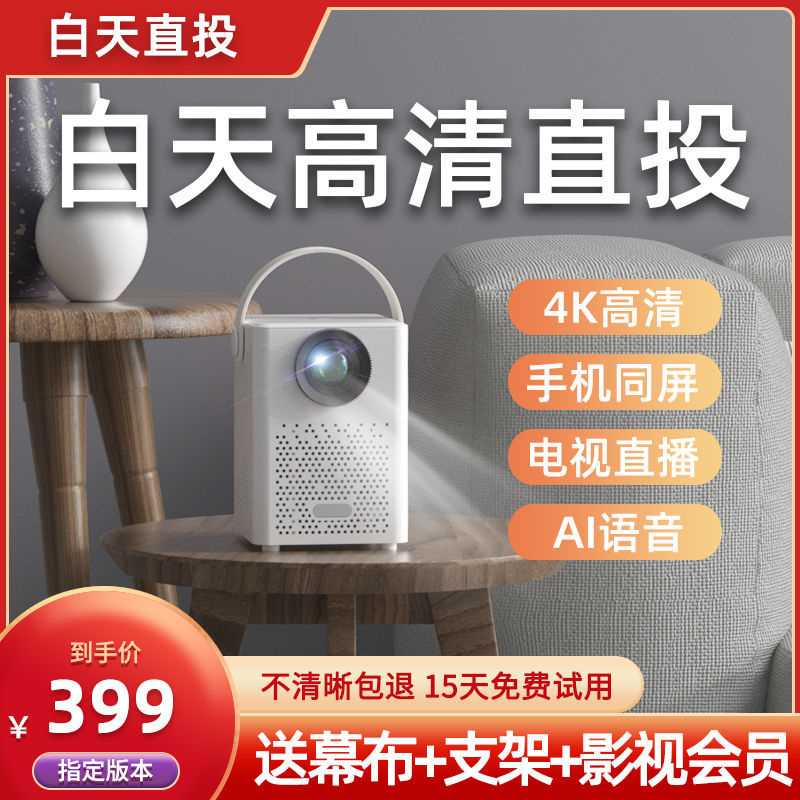 白天直投
白天高清直投
4K高清
手机同屏
电视直播
AI语音
到手价
¥ 399
指定版本
不清晰包退 15天免费试用
送幕布+支架+影视会员